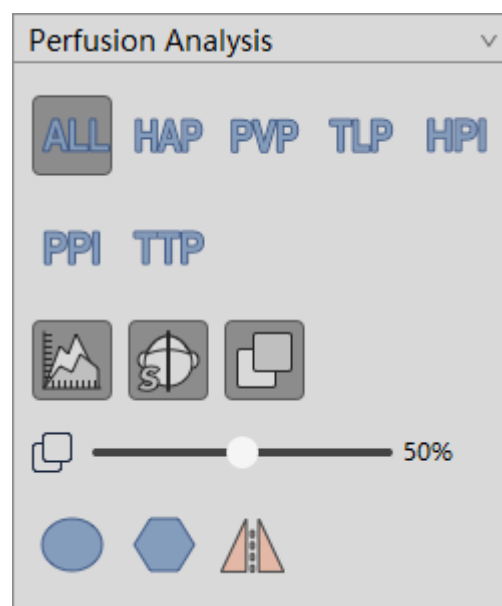 Perfusion Analysis
ALL HAP PVP TLP HPI
PPI TTP
S
50%